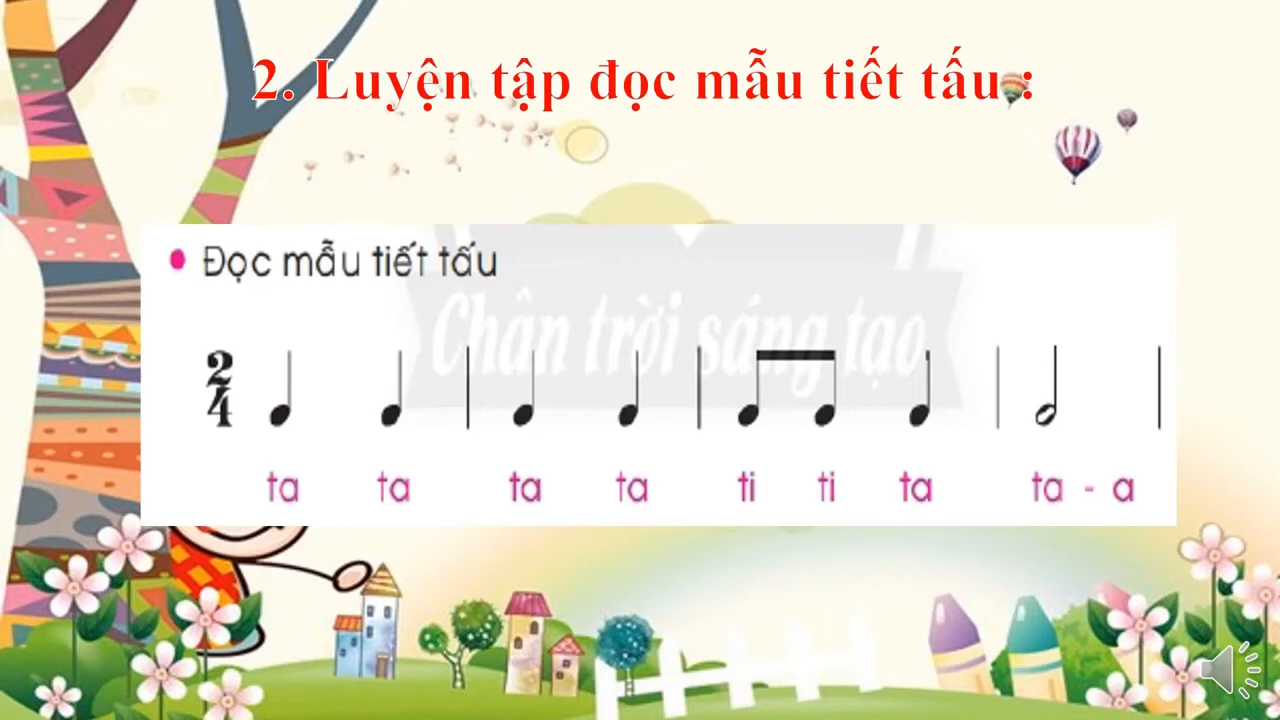 2. Luyện tập đọc mẫu tiết tấu :
• Đọc mẫu tiết tấu
Chân trời sáng tạo
2
4
ta ta ta ta ti ti ta ta - a